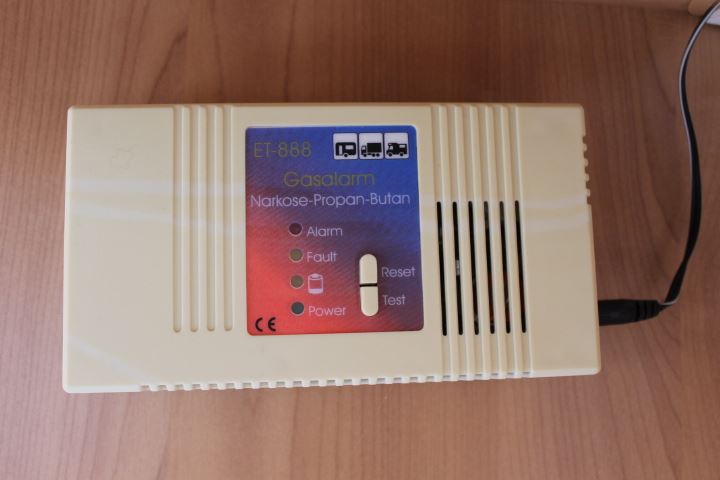 ET-888
Gasalarm
Narkose-Propan-Butan
Alarm
Fault
Reset
Test
Power
CE